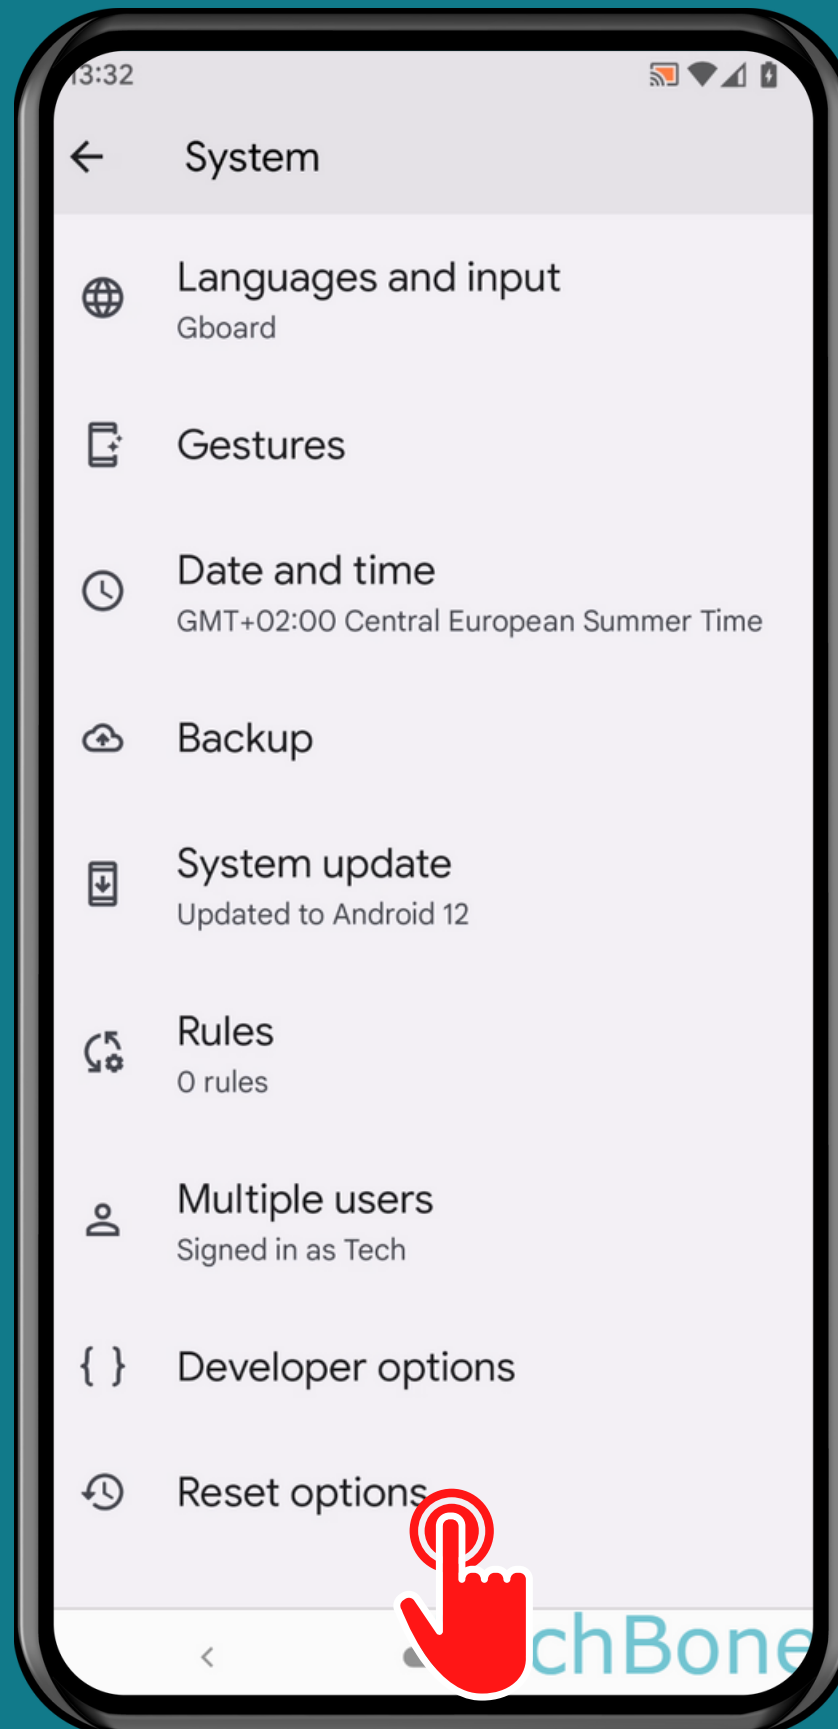 13:32
System
Languages and input
Gboard
Gestures
Date and time
GMT+02:00 Central European Summer Time
Backup
System update
Updated to Android 12
Rules
0 rules
Multiple users
Signed in as Tech
{ } Developer options
Reset options
chBone